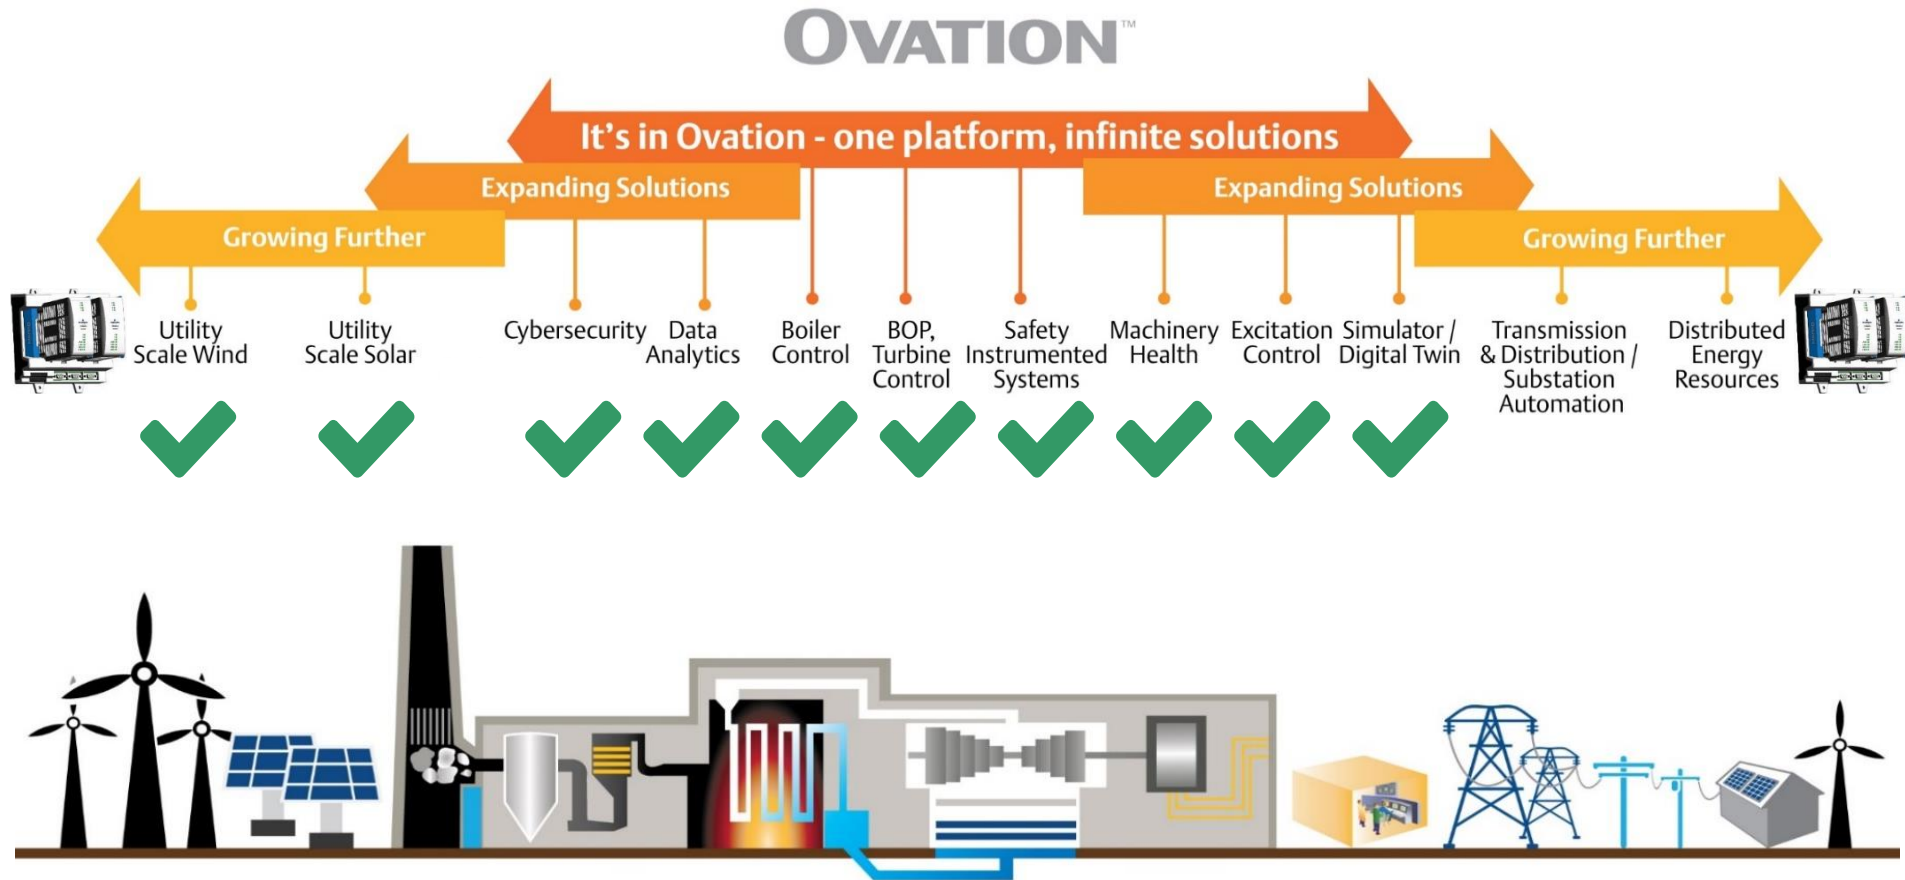 OVATION™
It's in Ovation - one platform, infinite solutions
Expanding Solutions
Expanding Solutions
Growing Further
Growing Further
Utility
Scale Wind
Utility
Scale Solar
Cybersecurity
Data
Analytics
Boiler
Control
BOP,
Turbine
Control
Safety
Instrumented
Systems
Machinery
Health
Excitation
Control
Simulator /
Digital Twin
Transmission
& Distribution /
Substation
Automation
Distributed
Energy
Resources